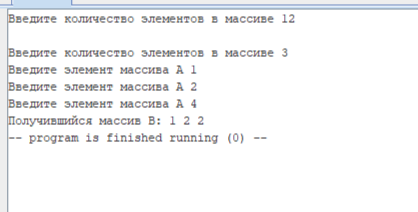 Введите количество элементов в массиве 12
Введите количество элементов в массиве 3
Введите элемент массива A 1
Введите элемент массива A 2
Введите элемент массива A 4
Получившийся массив B: 1 2 2
-- program is finished running (0) --